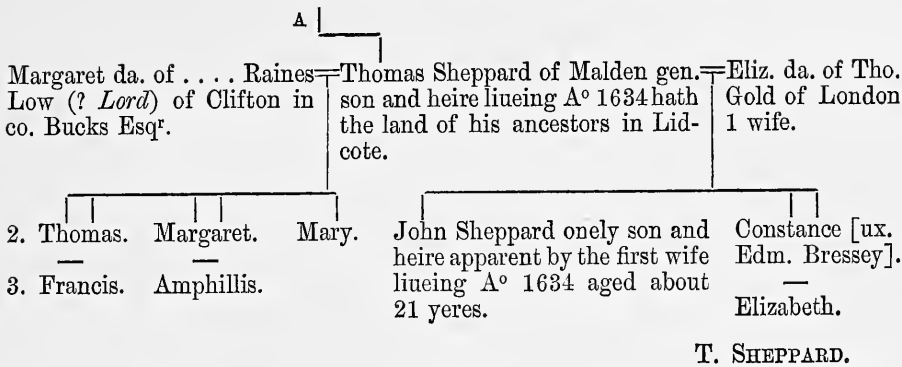 A
Margaret da. of .... Raines
Low (? Lord) of Clifton in
co. Bucks Esqʳ.
Thomas Sheppard of Malden gen.
son and heire liueing Aº 1634 hath
the land of his ancestors in Lid-
cote.
Eliz. da. of Tho.
Gold of London
1 wife.
2. Thomas. Margaret. Mary.
3. Francis. Amphillis.
John Sheppard onely son and
heire apparent by the first wife
liueing Aº 1634 aged about
21 yeres.
Constance [ux.
Edm. Bressey].
Elizabeth.
T. SHEPPARD.